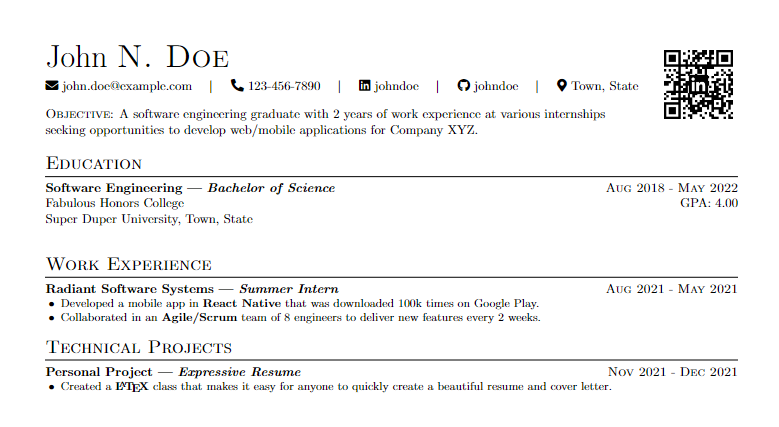 John N. Doe
john.doe@example.com | 123-456-7890 | johndoe | johndoe | Town, State
Objective: A software engineering graduate with 2 years of work experience at various internships
seeking opportunities to develop web/mobile applications for Company XYZ.
Education
Software Engineering — Bachelor of Science Aug 2018 - May 2022
Fabulous Honors College GPA: 4.00
Super Duper University, Town, State
Work Experience
Radiant Software Systems — Summer Intern Aug 2021 - May 2021
• Developed a mobile app in React Native that was downloaded 100k times on Google Play.
• Collaborated in an Agile/Scrum team of 8 engineers to deliver new features every 2 weeks.
Technical Projects
Personal Project — Expressive Resume Nov 2021 - Dec 2021
• Created a LATEX class that makes it easy for anyone to quickly create a beautiful resume and cover letter.